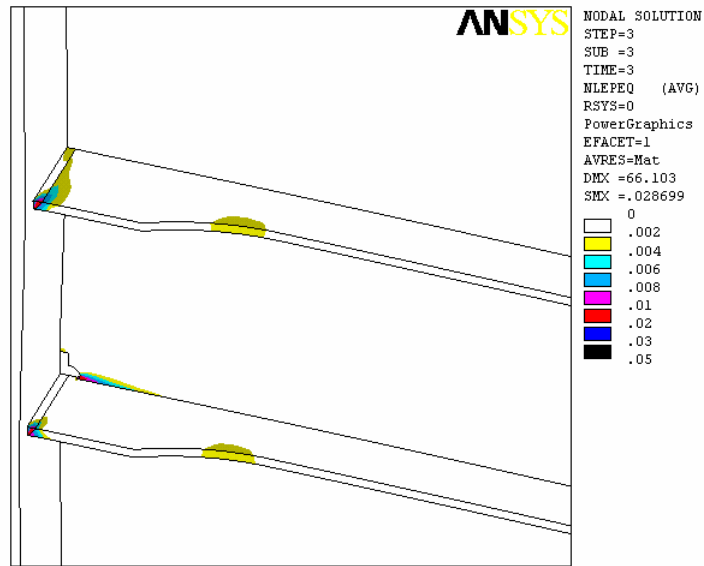 ANSYS
NODAL SOLUTION
STEP=3
SUB =3
TIME=3
NLEPEQ (AVG)
RSYS=0
PowerGraphics
EFACET=1
AVRES=Mat
DMX =66.103
SMX =.028699
0
.002
.004
.006
.008
.01
.02
.03
.05